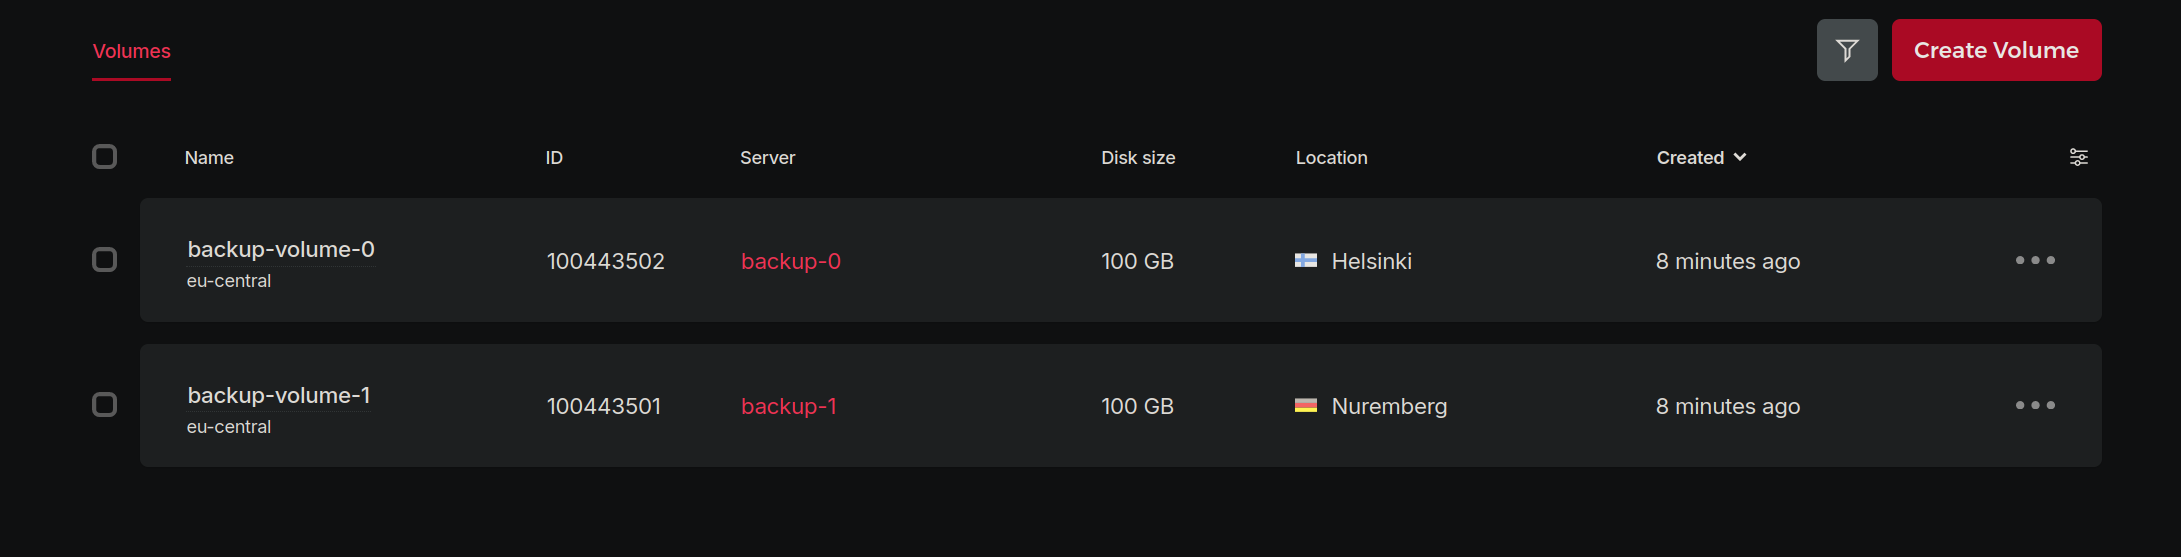 Volumes
Create Volume
Name ID Server Disk size Location Created
backup-volume-0
eu-central
100443502 backup-0 100 GB Helsinki 8 minutes ago
backup-volume-1
eu-central
100443501 backup-1 100 GB Nuremberg 8 minutes ago